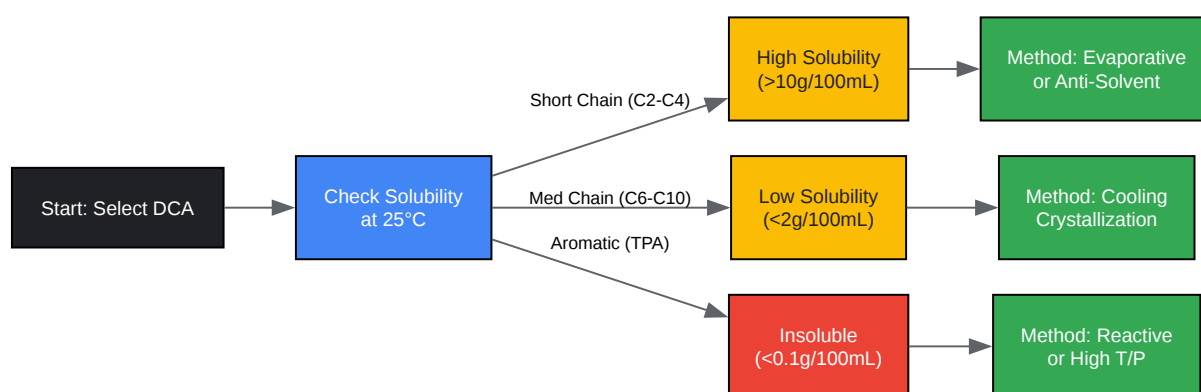 Start: Select DCA
Check Solubility
at 25°C
Short Chain (C2-C4)
Med Chain (C6-C10)
Aromatic (TPA)
High Solubility
(>10g/100mL)
Method: Evaporative
or Anti-Solvent
Low Solubility
(<2g/100mL)
Method: Cooling
Crystallization
Insoluble
(<0.1g/100mL)
Method: Reactive
or High T/P